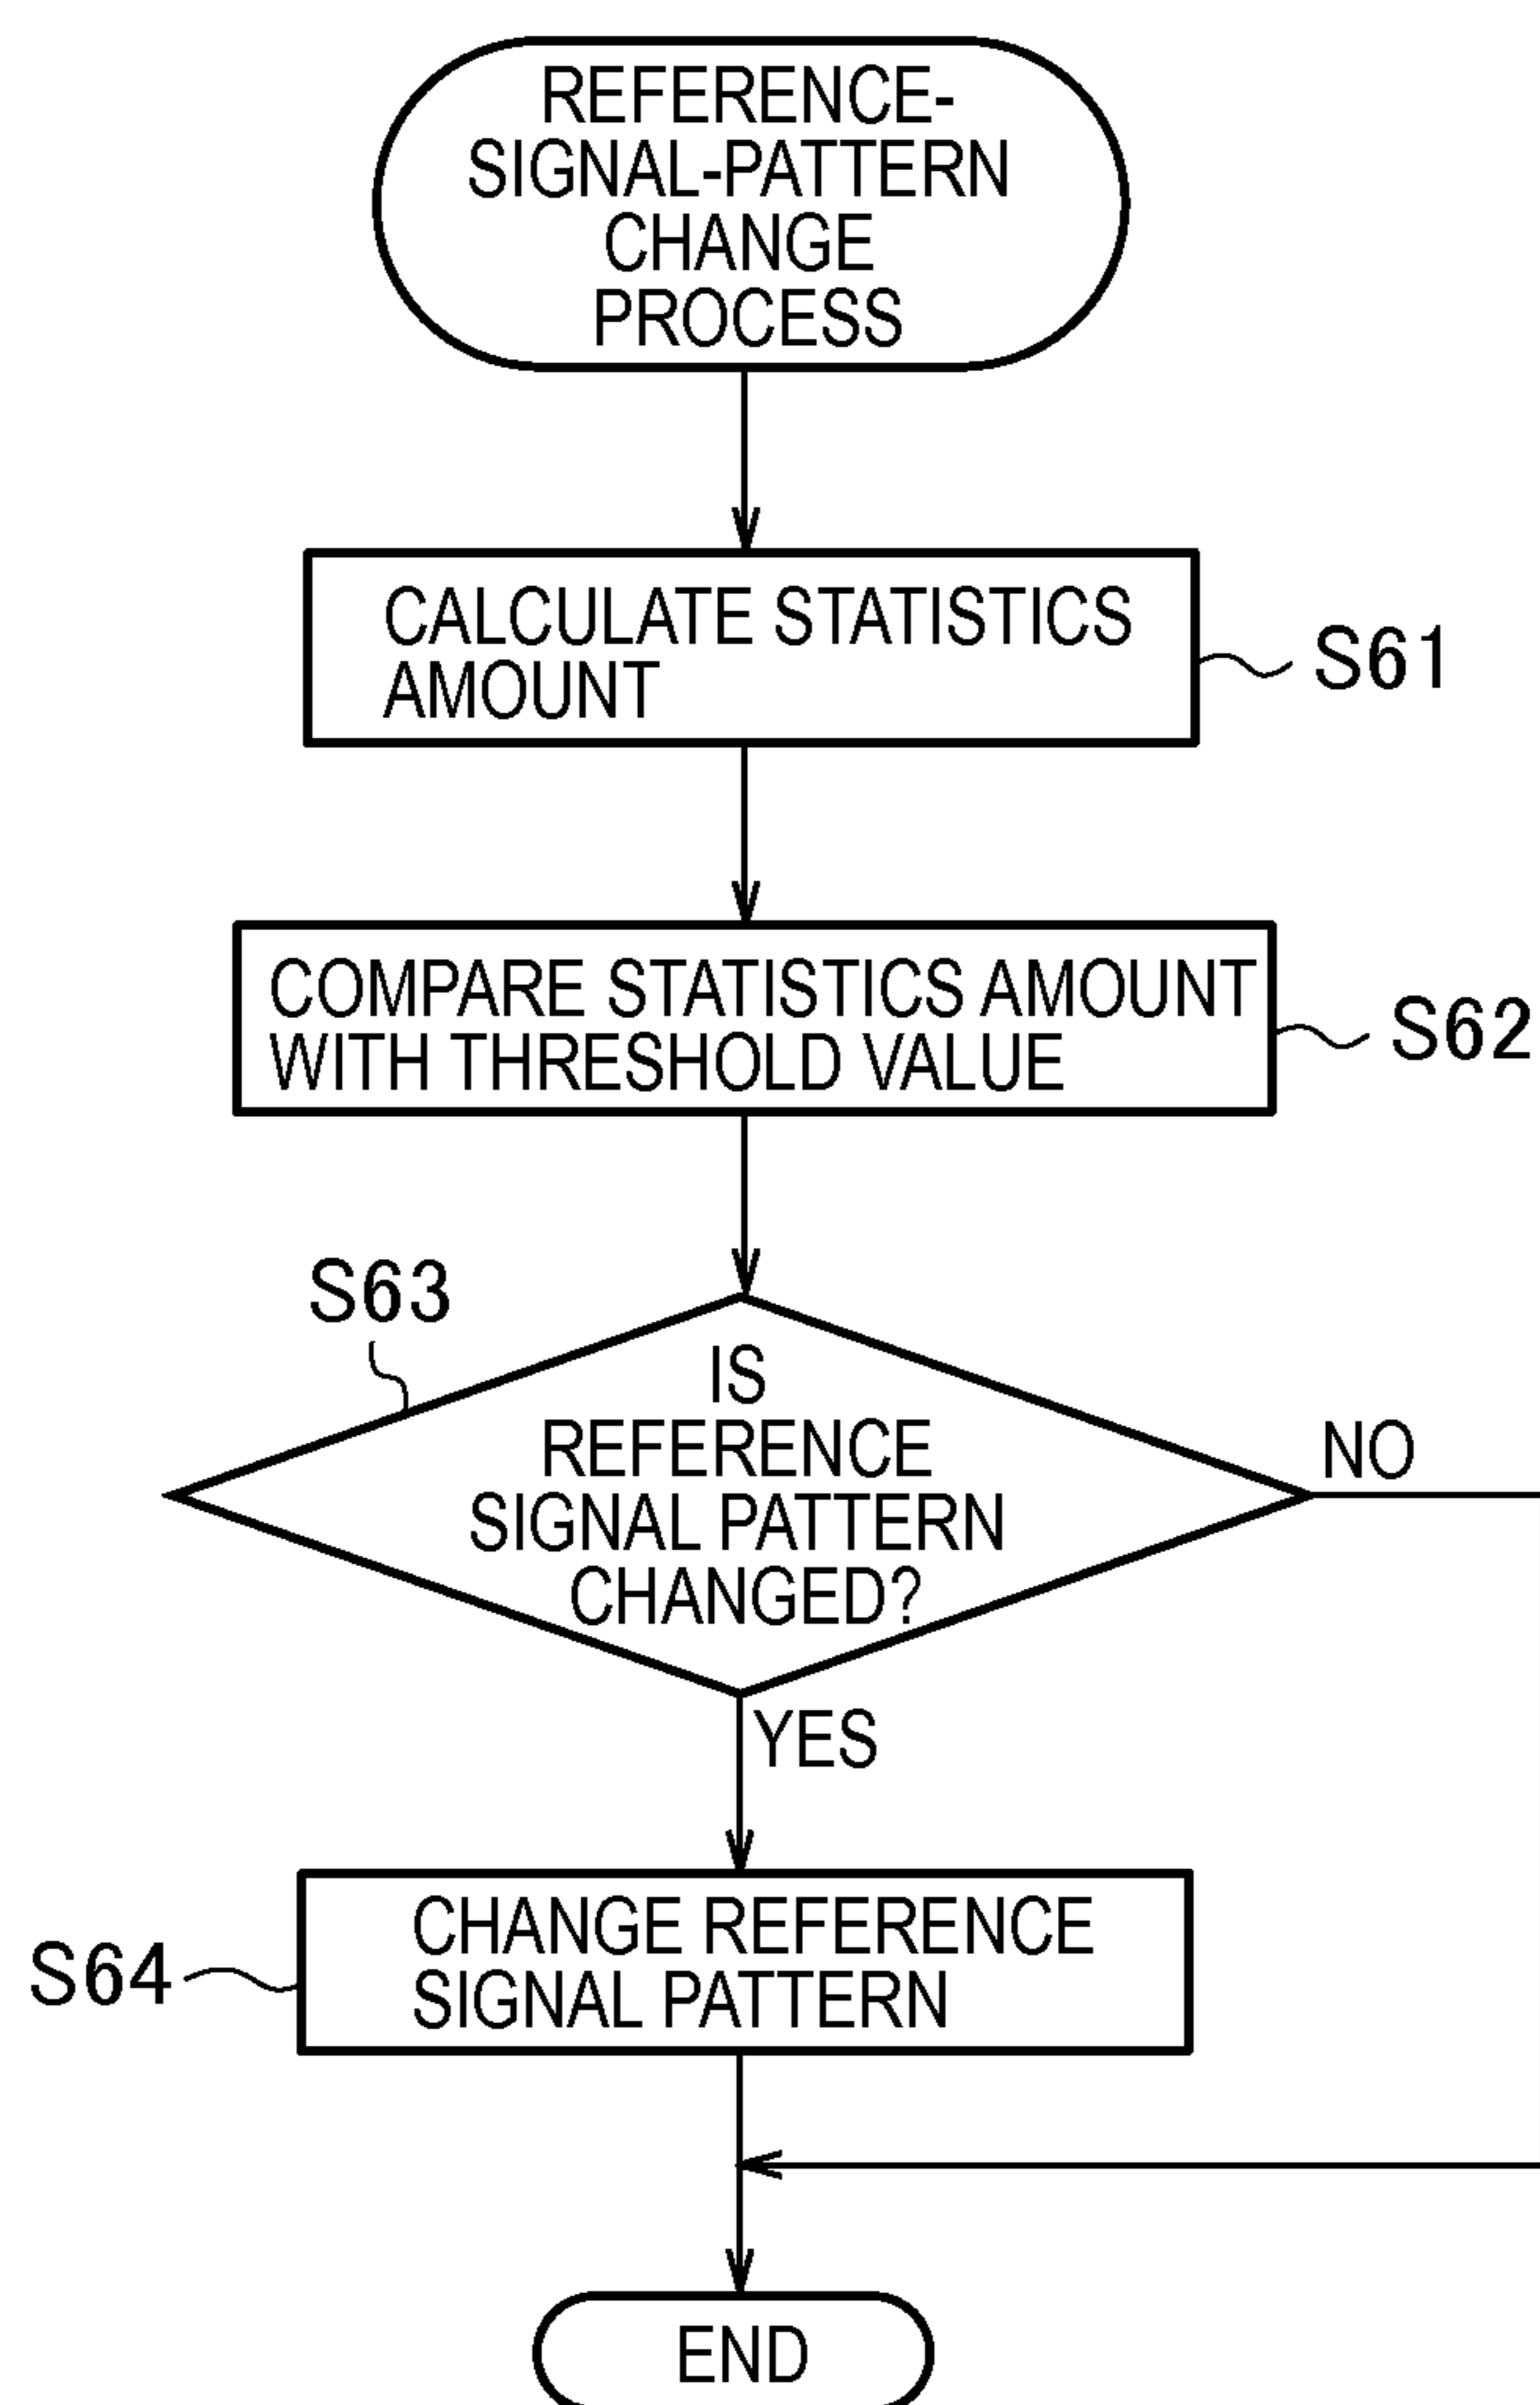 REFERENCE-
SIGNAL-PATTERN
CHANGE
PROCESS
CALCULATE STATISTICS
AMOUNT
S61
COMPARE STATISTICS AMOUNT
WITH THRESHOLD VALUE
S62
S63
IS
REFERENCE
SIGNAL PATTERN
CHANGED?
NO
YES
CHANGE REFERENCE
SIGNAL PATTERN
S64
END